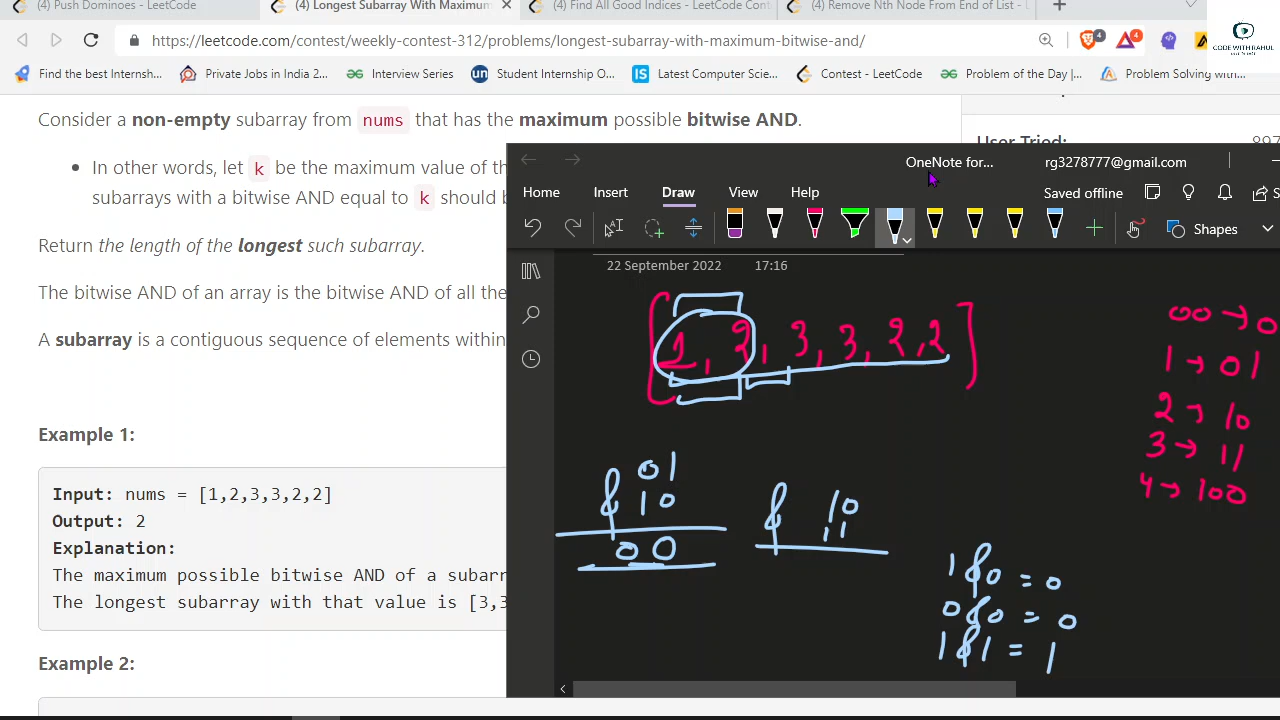 (4) Push Dominoes - LeetCode
(4) Longest Subarray With Maximum
(4) Find All Good Indices - LeetCode Cont
(4) Remove Nth Node From End of List - L
https://leetcode.com/contest/weekly-contest-312/problems/longest-subarray-with-maximum-bitwise-and/
4
4
CODE WITH RAHUL
Find the best Internsh...
Private Jobs in India 2...
Interview Series
Student Internship O...
Latest Computer Scie...
Contest - LeetCode
Problem of the Day |...
Problem Solving with...
Consider a non-empty subarray from nums that has the maximum possible bitwise AND.
User Tried:
897
In other words, let k be the maximum value of th
subarrays with a bitwise AND equal to k should b
Return the length of the longest such subarray.
The bitwise AND of an array is the bitwise AND of all the
A subarray is a contiguous sequence of elements within
Example 1:
Input: nums = [1,2,3,3,2,2]
Output: 2
Explanation:
The maximum possible bitwise AND of a subarr
The longest subarray with that value is [3,3
Example 2:
OneNote for...
rg3278777@gmail.com
Home Insert Draw View Help
Saved offline
S
Shapes
22 September 2022 17:16
[1, 2, 3, 3, 2, 2]
00 → 0
1 → 01
2 → 10
3 → 11
4 → 100
01
& 10
00
10
& 11
1 & 0 = 0
0 & 0 = 0
1 & 1 = 1